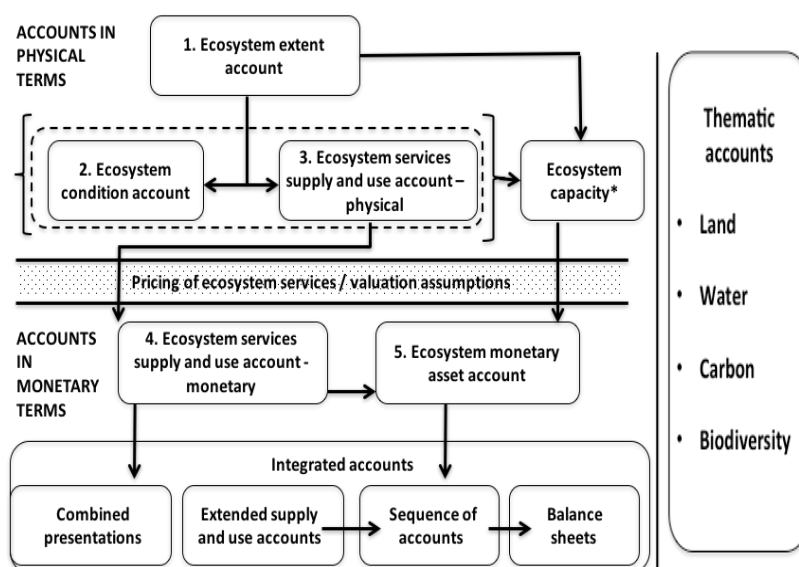 ACCOUNTS IN
PHYSICAL
TERMS
1. Ecosystem extent
account
2. Ecosystem
condition account
3. Ecosystem services
supply and use account –
physical
Ecosystem
capacity*
Pricing of ecosystem services / valuation assumptions
ACCOUNTS
IN
MONETARY
TERMS
4. Ecosystem services
supply and use account -
monetary
5. Ecosystem monetary
asset account
Integrated accounts
Combined
presentations
Extended supply
and use accounts
Sequence of
accounts
Balance
sheets
Thematic
accounts
• Land
• Water
• Carbon
• Biodiversity